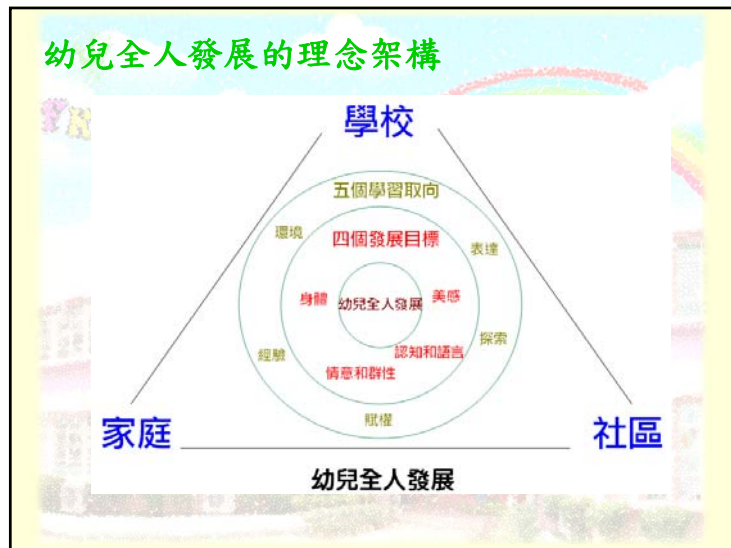 幼兒全人發展的理念架構
學校
五個學習取向
環境
四個發展目標
表達
身體
幼兒全人發展
美感
探索
經驗
認知和語言
情意和群性
賦權
家庭
社區
幼兒全人發展